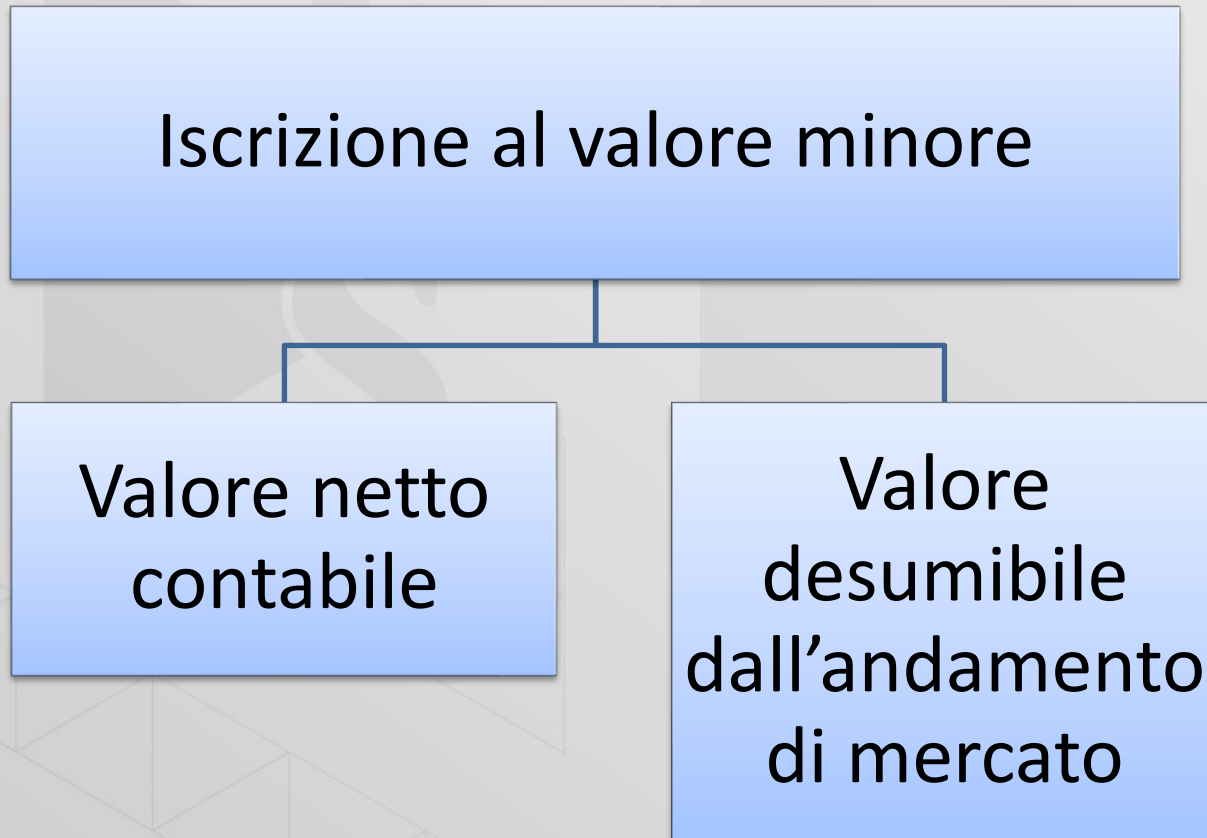 Iscrizione al valore minore
Valore netto
contabile
Valore
desumibile
dall’andamento
di mercato